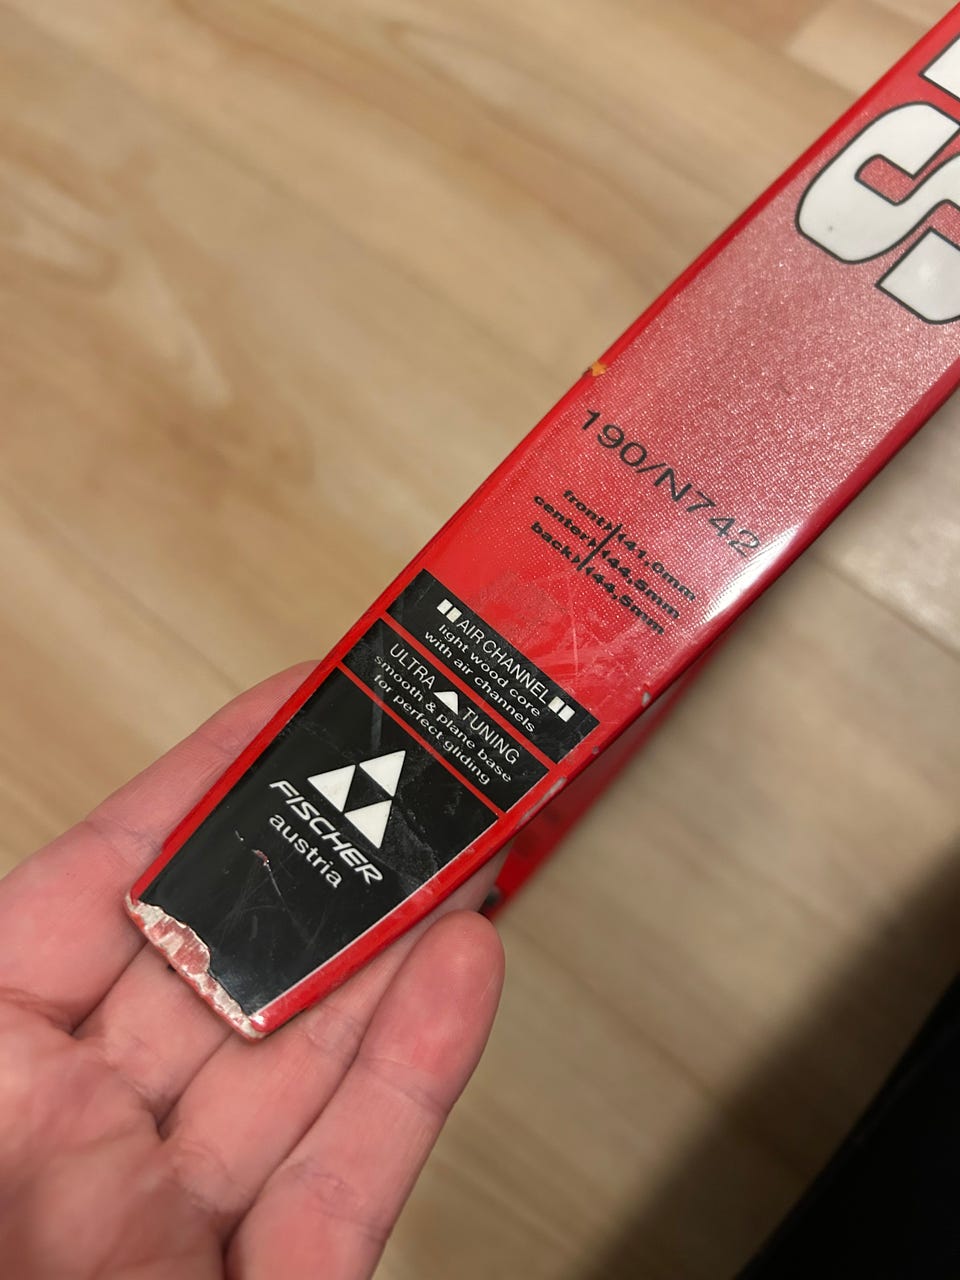 S
190/N742
front›41.0mm
center›44.5mm
back›44.5mm
AIR CHANNEL
light wood core
with air channels
ULTRA TUNING
smooth & plane base
for perfect gliding
FISCHER
austria